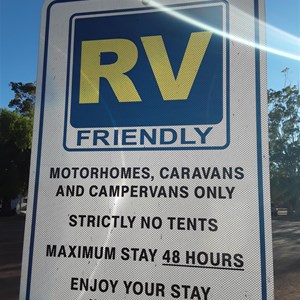 RV
FRIENDLY
MOTORHOMES, CARAVANS
AND CAMPERVANS ONLY
STRICTLY NO TENTS
MAXIMUM STAY 48 HOURS
ENJOY YOUR STAY